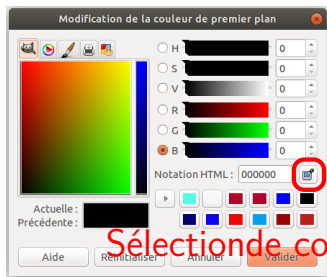 Modification de la couleur de premier plan
H 0
S 0
V 0
R 0
G 0
B 0
Notation HTML : 000000
Actuelle :
Précédente :
Aide Réinitialiser Annuler Valider
Sélectionde co